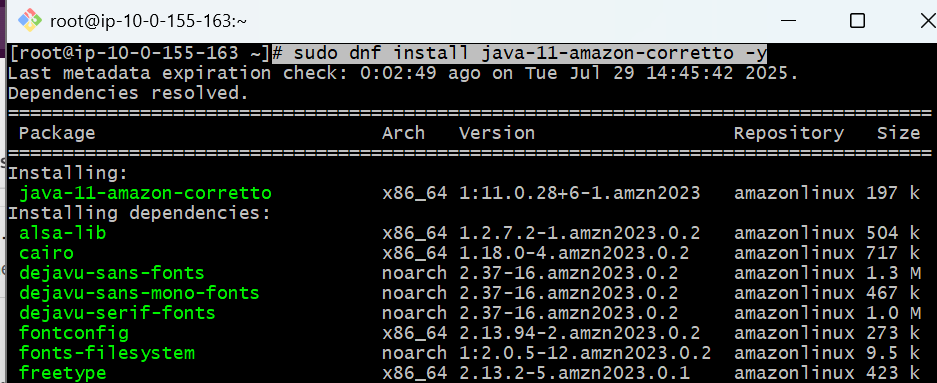 root@ip-10-0-155-163:~
[root@ip-10-0-155-163 ~]# sudo dnf install java-11-amazon-corretto -y
Last metadata expiration check: 0:02:49 ago on Tue Jul 29 14:45:42 2025.
Dependencies resolved.
================================================================================
Package Arch Version Repository Size
================================================================================
Installing:
java-11-amazon-corretto x86_64 1:11.0.28+6-1.amzn2023 amazonlinux 197 k
Installing dependencies:
alsa-lib x86_64 1.2.7.2-1.amzn2023.0.2 amazonlinux 504 k
cairo x86_64 1.18.0-4.amzn2023.0.2 amazonlinux 717 k
dejavu-sans-fonts noarch 2.37-16.amzn2023.0.2 amazonlinux 1.3 M
dejavu-sans-mono-fonts noarch 2.37-16.amzn2023.0.2 amazonlinux 467 k
dejavu-serif-fonts noarch 2.37-16.amzn2023.0.2 amazonlinux 1.0 M
fontconfig x86_64 2.13.94-2.amzn2023.0.2 amazonlinux 273 k
fonts-filesystem noarch 1:2.0.5-12.amzn2023.0.2 amazonlinux 9.5 k
freetype x86_64 2.13.2-5.amzn2023.0.1 amazonlinux 423 k